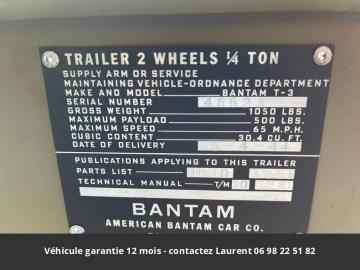 TRAILER 2 WHEELS ¼ TON
SUPPLY ARM OR SERVICE
MAINTAINING VEHICLE-ORDNANCE DEPARTMENT
MAKE AND MODEL BANTAM T-3
SERIAL NUMBER
GROSS WEIGHT 1050 LBS.
MAXIMUM PAYLOAD 500 LBS.
MAXIMUM SPEED 65 M.P.H.
CUBIC CONTENT 30.4 CU. FT.
DATE OF DELIVERY
PUBLICATIONS APPLYING TO THIS TRAILER
PARTS LIST
TECHNICAL MANUAL T/M
BANTAM
AMERICAN BANTAM CAR CO.
Véhicule garantie 12 mois - contactez Laurent 06 98 22 51 82